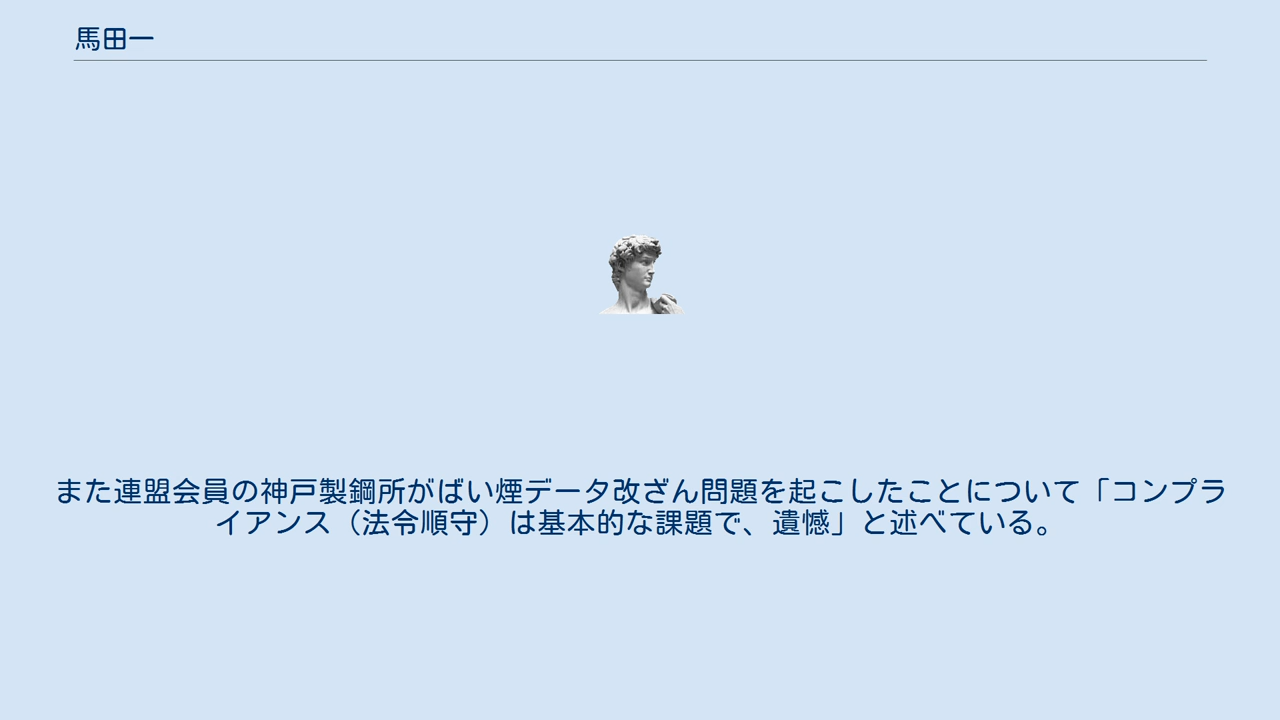 馬田一
また連盟会員の神戸製鋼所がばい煙データ改ざん問題を起こしたことについて「コンプラ
イアンス（法令順守）は基本的な課題で、遺憾」と述べている。